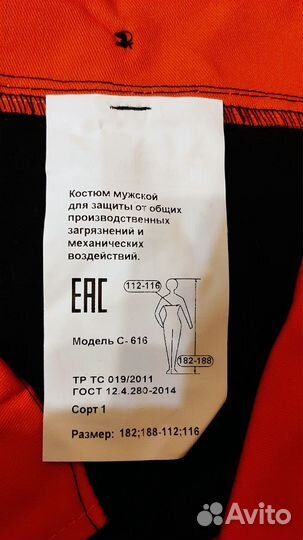 Костюм мужской
для защиты от общих
производственных
загрязнений и
механических
воздействий.
112-116
EAC
Модель С- 616
182-188
ТР ТС 019/2011
ГОСТ 12.4.280-2014
Сорт 1
Размер: 182;188-112;116
Avito